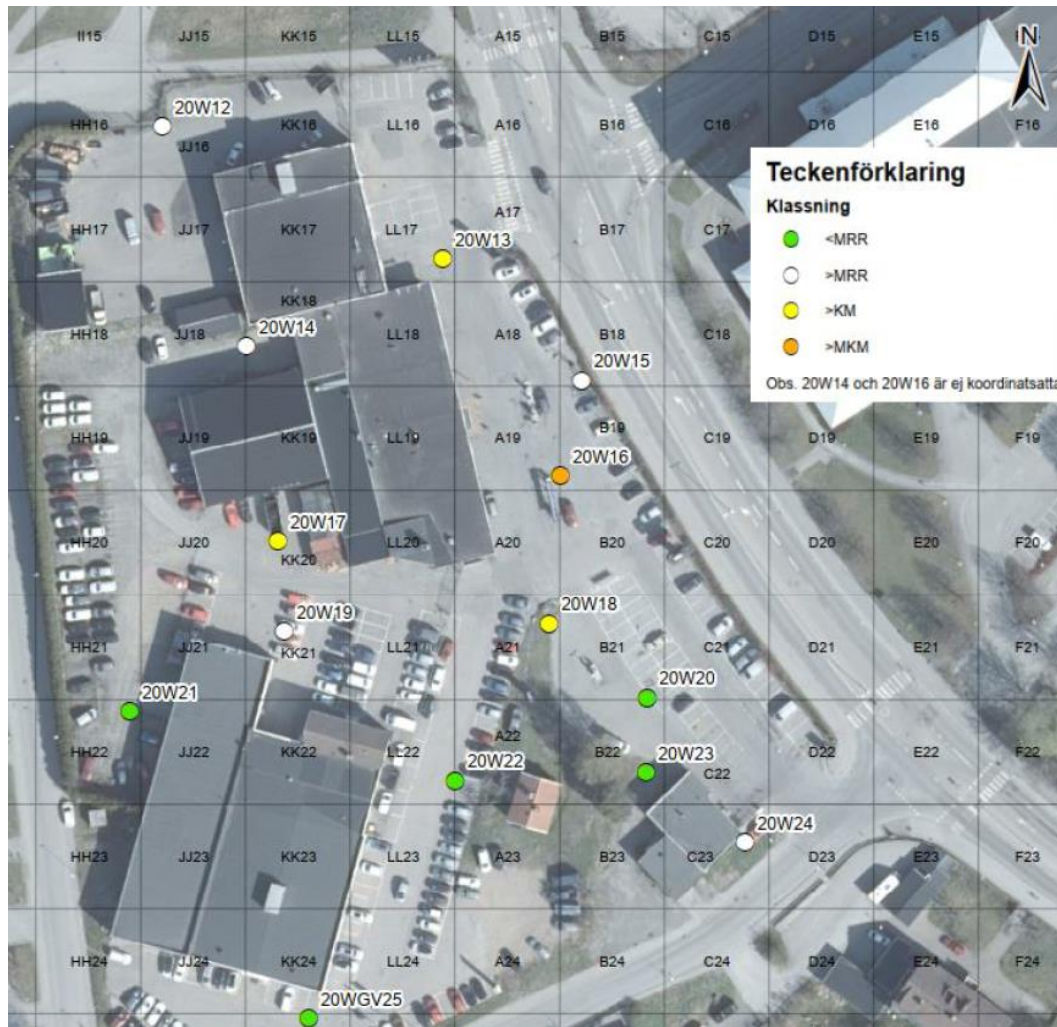 II15 JJ15 KK15 LL15 A15 B15 C15 D15 E15
N
20W12
HH16 JJ16 KK16 LL16 A16 B16 C16 D16 E16 F16
Teckenförklaring
Klassning
<MRR
>MRR
>KM
>MKM
Obs. 20W14 och 20W16 är ej koordinatsatta
HH17 JJ17 KK17 LL17 A17 B17 C17
20W13
HH18 JJ18 KK18 LL18 A18 B18 C18
20W14
20W15
HH19 JJ19 KK19 LL19 A19 B19 C19 D19 E19 F19
20W16
20W17
HH20 JJ20 KK20 LL20 A20 B20 C20 D20 E20 F20
20W18
20W19
HH21 JJ21 KK21 LL21 A21 B21 C21 D21 E21 F21
20W20
20W21
HH22 JJ22 KK22 LL22 A22 B22 C22 D22 E22 F22
20W23
20W22
20W24
HH23 JJ23 KK23 LL23 A23 B23 C23 D23 E23 F23
HH24 JJ24 KK24 LL24 A24 B24 C24 D24 E24 F24
20WGV25